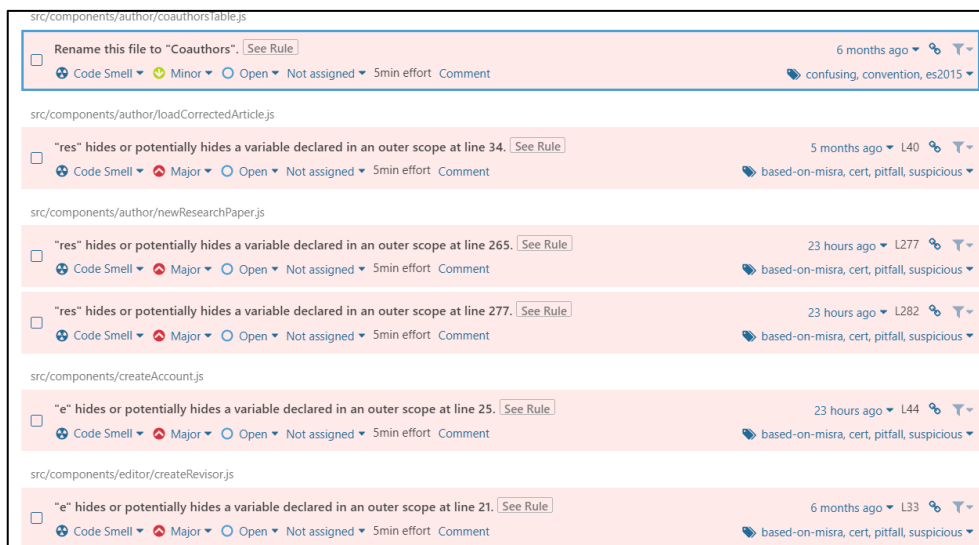 src/components/author/coauthorsTable.js
Rename this file to "Coauthors". See Rule 6 months ago
Code Smell Minor Open Not assigned 5min effort Comment confusing, convention, es2015
src/components/author/loadCorrectedArticle.js
"res" hides or potentially hides a variable declared in an outer scope at line 34. See Rule 5 months ago L40
Code Smell Major Open Not assigned 5min effort Comment based-on-misra, cert, pitfall, suspicious
src/components/author/newResearchPaper.js
"res" hides or potentially hides a variable declared in an outer scope at line 265. See Rule 23 hours ago L277
Code Smell Major Open Not assigned 5min effort Comment based-on-misra, cert, pitfall, suspicious
"res" hides or potentially hides a variable declared in an outer scope at line 277. See Rule 23 hours ago L282
Code Smell Major Open Not assigned 5min effort Comment based-on-misra, cert, pitfall, suspicious
src/components/createAccount.js
"e" hides or potentially hides a variable declared in an outer scope at line 25. See Rule 23 hours ago L44
Code Smell Major Open Not assigned 5min effort Comment based-on-misra, cert, pitfall, suspicious
src/components/editor/createRevisor.js
"e" hides or potentially hides a variable declared in an outer scope at line 21. See Rule 6 months ago L33
Code Smell Major Open Not assigned 5min effort Comment based-on-misra, cert, pitfall, suspicious